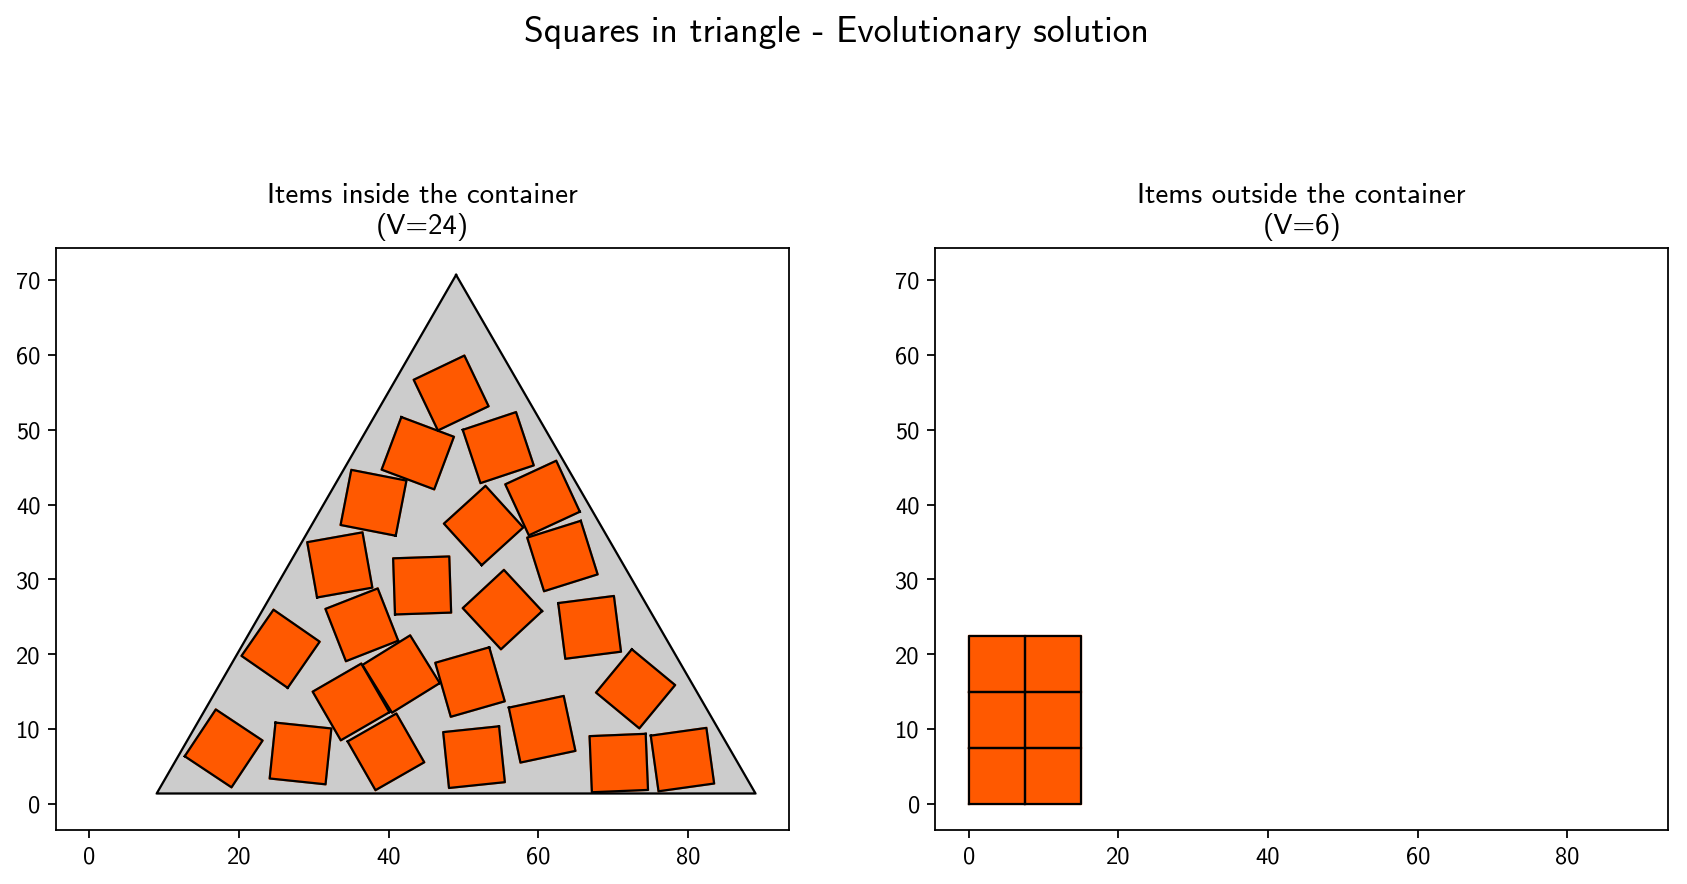 Squares in triangle - Evolutionary solution
Items inside the container
(V=24)
70
60
50
40
30
20
10
0
0 20 40 60 80
Items outside the container
(V=6)
70
60
50
40
30
20
10
0
0 20 40 60 80